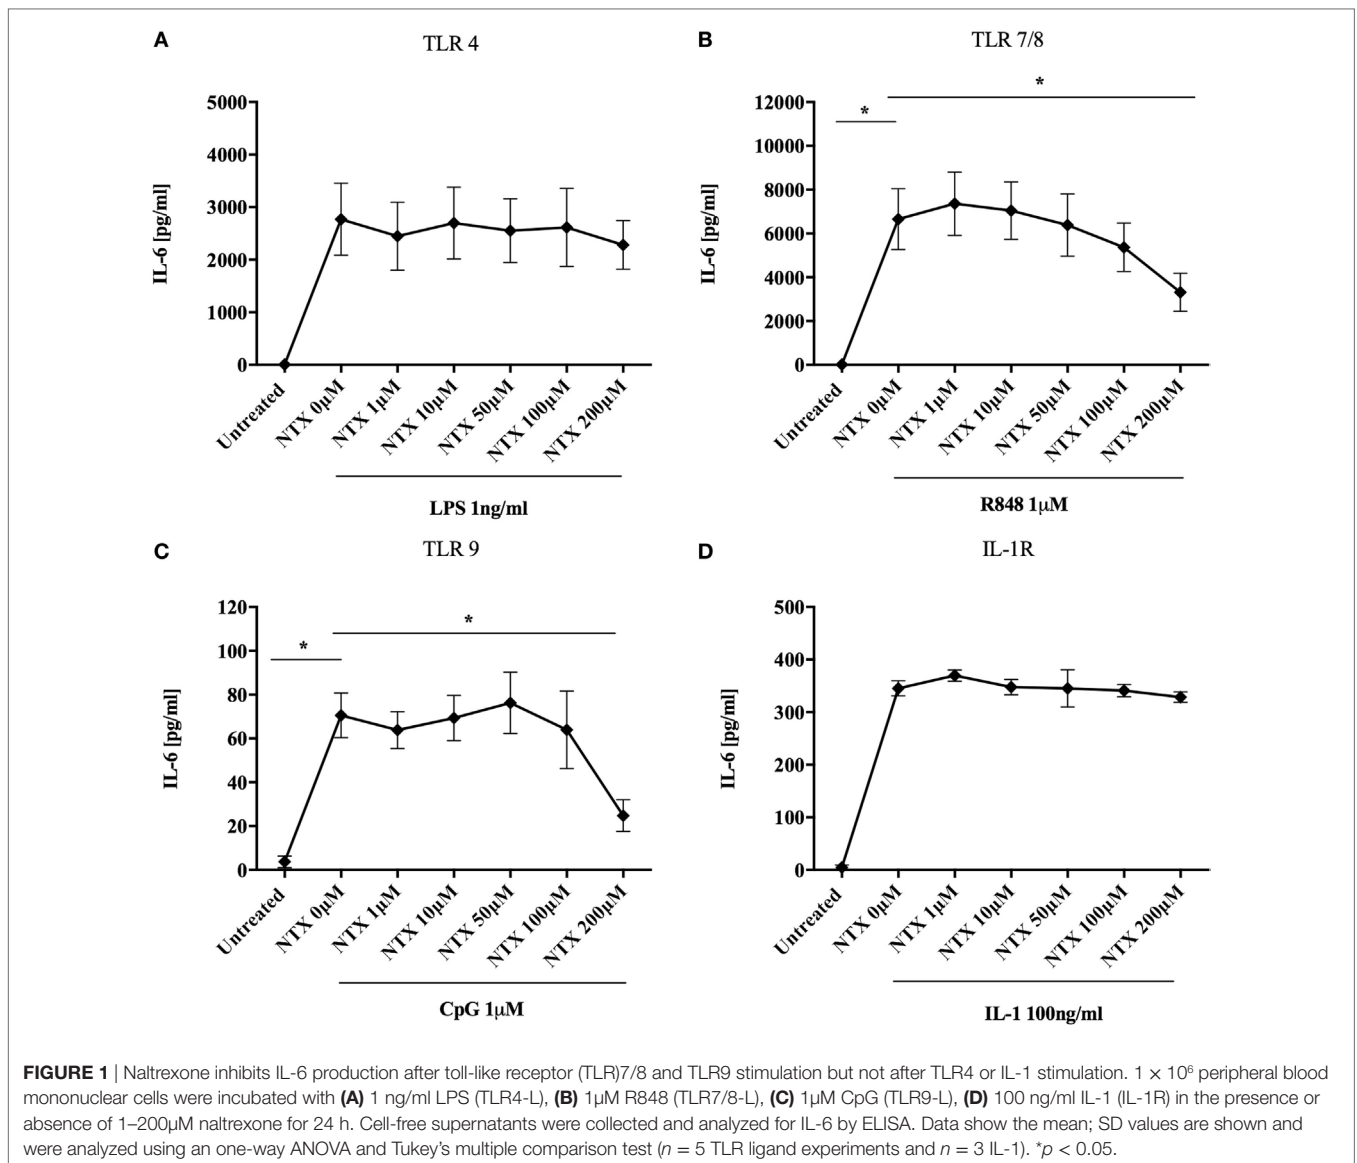 A
TLR 4
5000
4000
3000
2000
1000
0
IL-6 [pg/ml]
Untreated
NTX 0µM
NTX 1µM
NTX 10µM
NTX 50µM
NTX 100µM
NTX 200µM
LPS 1ng/ml
B
TLR 7/8
*
*
12000
10000
8000
6000
4000
2000
0
IL-6 [pg/ml]
Untreated
NTX 0µM
NTX 1µM
NTX 10µM
NTX 50µM
NTX 100µM
NTX 200µM
R848 1µM
C
TLR 9
*
*
120
100
80
60
40
20
0
IL-6 [pg/ml]
Untreated
NTX 0µM
NTX 1µM
NTX 10µM
NTX 50µM
NTX 100µM
NTX 200µM
CpG 1µM
D
IL-1R
500
400
300
200
100
0
IL-6 [pg/ml]
Untreated
NTX 0µM
NTX 1µM
NTX 10µM
NTX 50µM
NTX 100µM
NTX 200µM
IL-1 100ng/ml
FIGURE 1 | Naltrexone inhibits IL-6 production after toll-like receptor (TLR)7/8 and TLR9 stimulation but not after TLR4 or IL-1 stimulation. 1 × 10⁶ peripheral blood
mononuclear cells were incubated with (A) 1 ng/ml LPS (TLR4-L), (B) 1µM R848 (TLR7/8-L), (C) 1µM CpG (TLR9-L), (D) 100 ng/ml IL-1 (IL-1R) in the presence or
absence of 1–200µM naltrexone for 24 h. Cell-free supernatants were collected and analyzed for IL-6 by ELISA. Data show the mean; SD values are shown and
were analyzed using an one-way ANOVA and Tukey's multiple comparison test (n = 5 TLR ligand experiments and n = 3 IL-1). *p < 0.05.